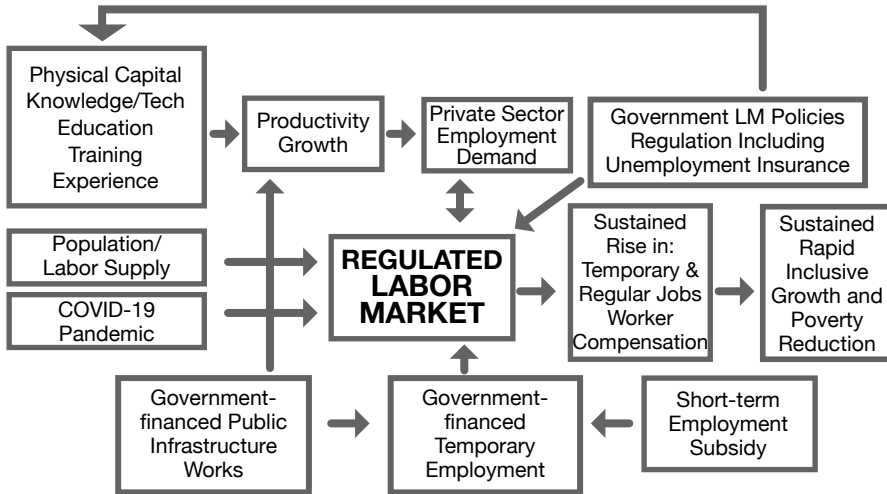 Physical Capital
Knowledge/Tech
Education
Training
Experience
Productivity
Growth
Private Sector
Employment
Demand
Government LM Policies
Regulation Including
Unemployment Insurance
Population/
Labor Supply
COVID-19
Pandemic
REGULATED
LABOR
MARKET
Sustained
Rise in:
Temporary &
Regular Jobs
Worker
Compensation
Sustained
Rapid
Inclusive
Growth and
Poverty
Reduction
Government-
financed Public
Infrastructure
Works
Government-
financed
Temporary
Employment
Short-term
Employment
Subsidy